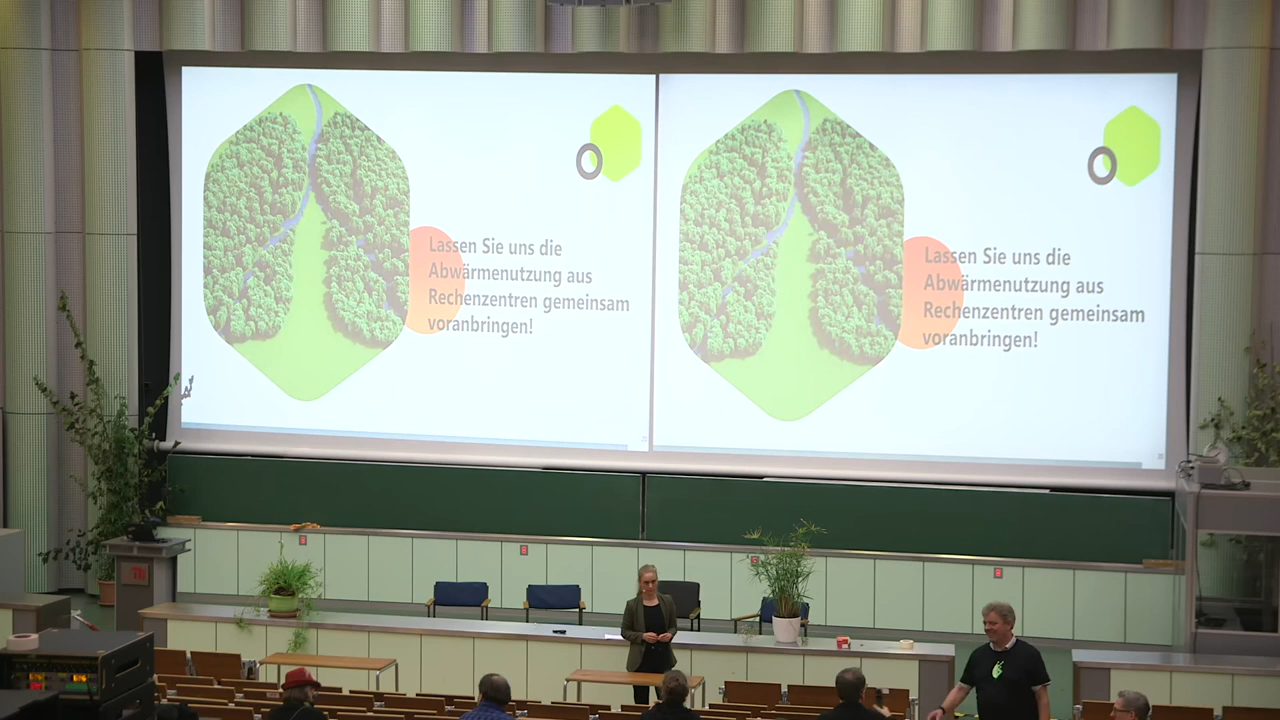 Lassen Sie uns die
Abwärmenutzung aus
Rechenzentren gemeinsam
voranbringen!
Lassen Sie uns die
Abwärmenutzung aus
Rechenzentren gemeinsam
voranbringen!